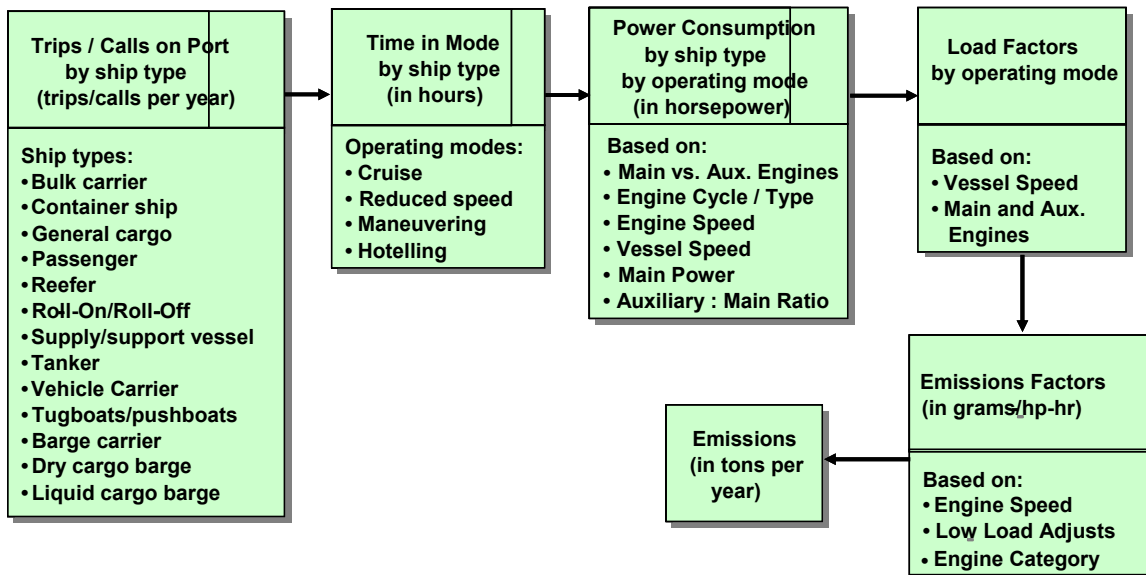 Trips / Calls on Port
by ship type
(trips/calls per year)
Ship types:
• Bulk carrier
• Container ship
• General cargo
• Passenger
• Reefer
• Roll-On/Roll-Off
• Supply/support vessel
• Tanker
• Vehicle Carrier
• Tugboats/pushboats
• Barge carrier
• Dry cargo barge
• Liquid cargo barge
Time in Mode
by ship type
(in hours)
Operating modes:
• Cruise
• Reduced speed
• Maneuvering
• Hotelling
Power Consumption
by ship type
by operating mode
(in horsepower)
Based on:
• Main vs. Aux. Engines
• Engine Cycle / Type
• Engine Speed
• Vessel Speed
• Main Power
• Auxiliary : Main Ratio
Load Factors
by operating mode
Based on:
• Vessel Speed
• Main and Aux.
Engines
Emissions Factors
(in grams/hp-hr)
Based on:
• Engine Speed
• Low Load Adjusts
• Engine Category
Emissions
(in tons per
year)